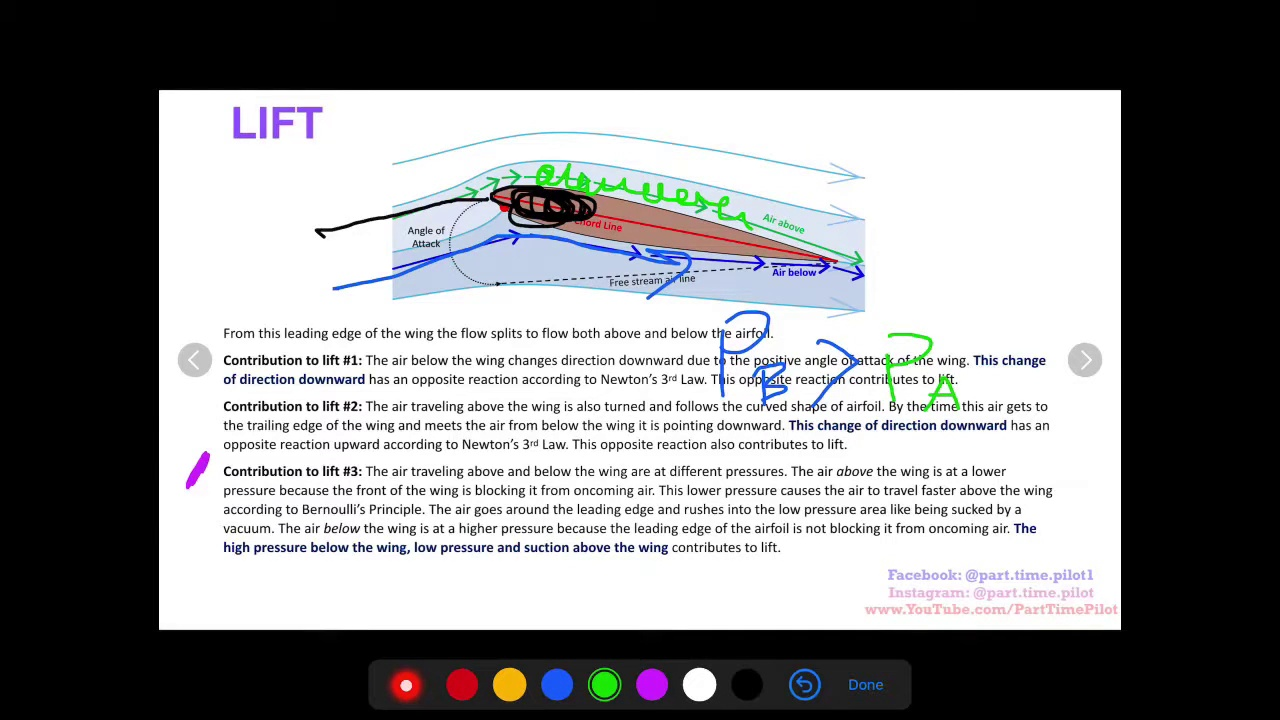 LIFT
Angle of
Attack
Chord Line
Air above
Air below
Free stream air line
From this leading edge of the wing the flow splits to flow both above and below the airfoil.
Contribution to lift #1: The air below the wing changes direction downward due to the positive angle of attack of the wing. This change
of direction downward has an opposite reaction according to Newton's 3rd Law. This opposite reaction contributes to lift.
Contribution to lift #2: The air traveling above the wing is also turned and follows the curved shape of airfoil. By the time this air gets to
the trailing edge of the wing and meets the air from below the wing it is pointing downward. This change of direction downward has an
opposite reaction upward according to Newton's 3rd Law. This opposite reaction also contributes to lift.
Contribution to lift #3: The air traveling above and below the wing are at different pressures. The air above the wing is at a lower
pressure because the front of the wing is blocking it from oncoming air. This lower pressure causes the air to travel faster above the wing
according to Bernoulli's Principle. The air goes around the leading edge and rushes into the low pressure area like being sucked by a
vacuum. The air below the wing is at a higher pressure because the leading edge of the airfoil is not blocking it from oncoming air. The
high pressure below the wing, low pressure and suction above the wing contributes to lift.
PB > PA
Facebook: @part.time.pilot1
Instagram: @part.time.pilot
www.YouTube.com/PartTimePilot
Done